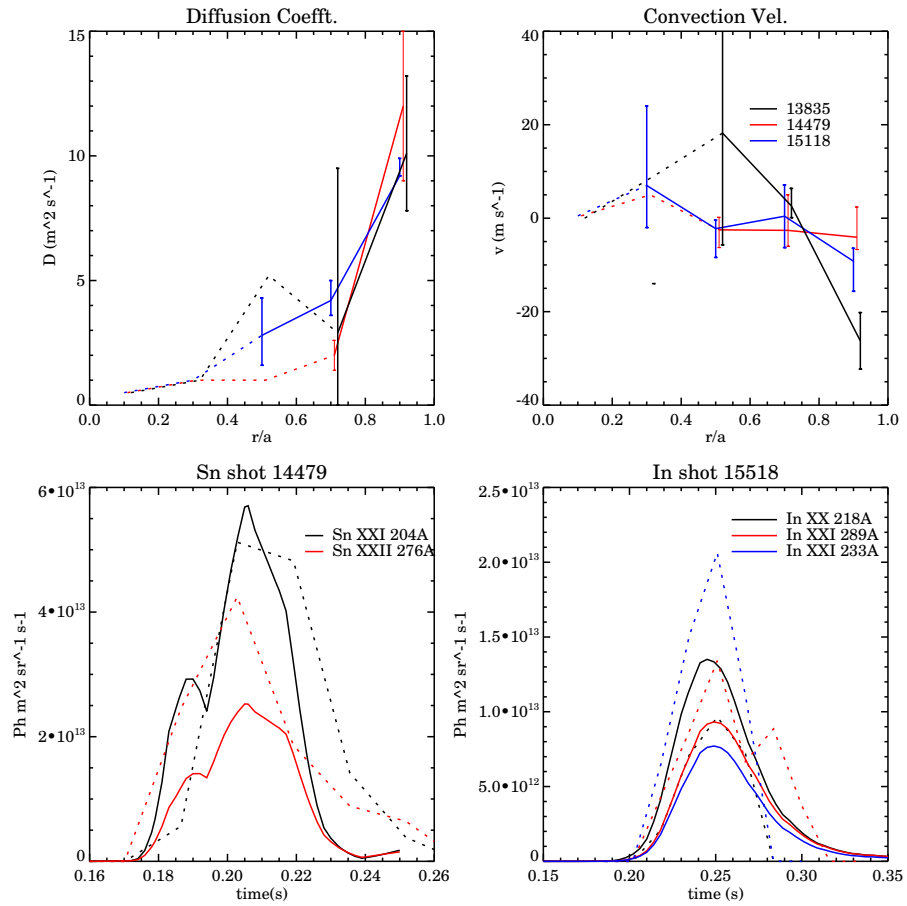 Diffusion Coefft.
15
10
5
0
D (m^2 s^-1)
0.0 0.2 0.4 0.6 0.8 1.0
r/a
Convection Vel.
40
20
0
-20
-40
v (m s^-1)
13835
14479
15118
0.0 0.2 0.4 0.6 0.8 1.0
r/a
Sn shot 14479
6•10^13
4•10^13
2•10^13
0
Ph m^2 sr^-1 s-1
Sn XXI 204A
Sn XXII 276A
0.16 0.18 0.20 0.22 0.24 0.26
time(s)
In shot 15518
2.5•10^13
2.0•10^13
1.5•10^13
1.0•10^13
5.0•10^12
0
Ph m^2 sr^-1 s-1
In XX 218A
In XXI 289A
In XXI 233A
0.15 0.20 0.25 0.30 0.35
time (s)